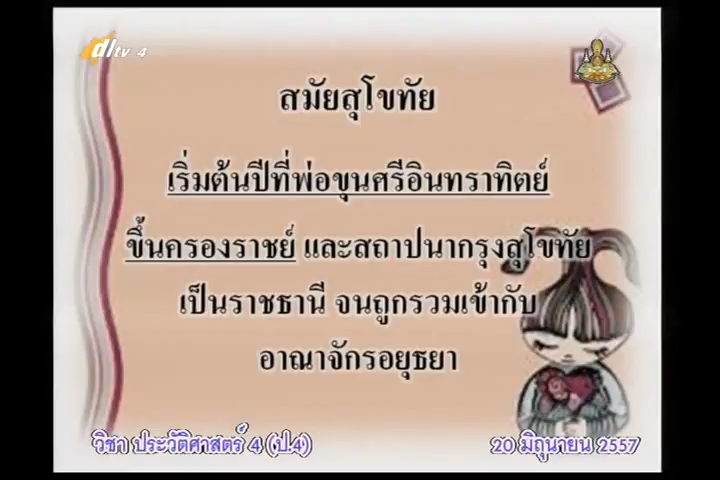 dltv 4
สมัยสุโขทัย
เริ่มต้นปีที่พ่อขุนศรีอินทราทิตย์
ขึ้นครองราชย์ และสถาปนากรุงสุโขทัย
เป็นราชธานี จนถูกรวมเข้ากับ
อาณาจักรอยุธยา
วิชา ประวัติศาสตร์ 4 (ป.4)
20 มิถุนายน 2557